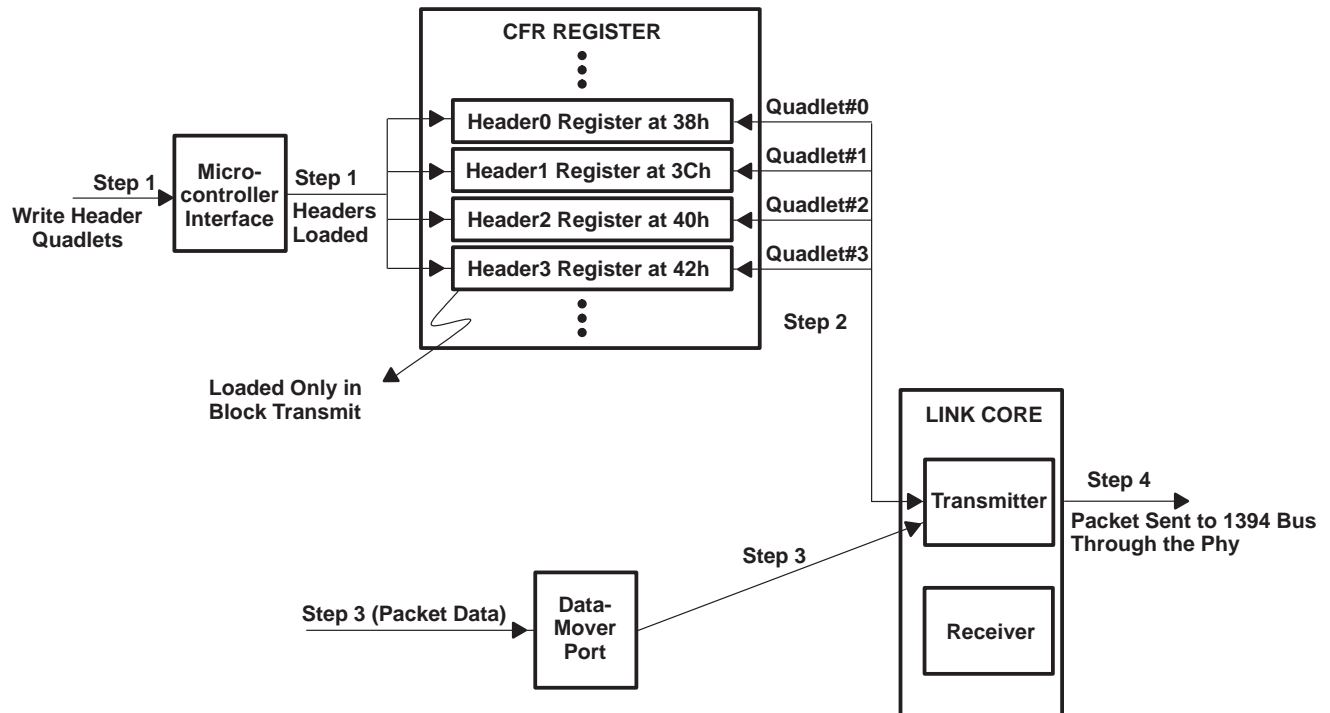 CFR REGISTER
Header0 Register at 38h
Quadlet#0
Header1 Register at 3Ch
Quadlet#1
Header2 Register at 40h
Quadlet#2
Header3 Register at 42h
Quadlet#3
Step 1
Write Header
Quadlets
Micro-
controller
Interface
Step 1
Headers
Loaded
Step 2
Loaded Only in
Block Transmit
LINK CORE
Transmitter
Step 4
Packet Sent to 1394 Bus
Through the Phy
Step 3
Step 3 (Packet Data)
Data-
Mover
Port
Receiver